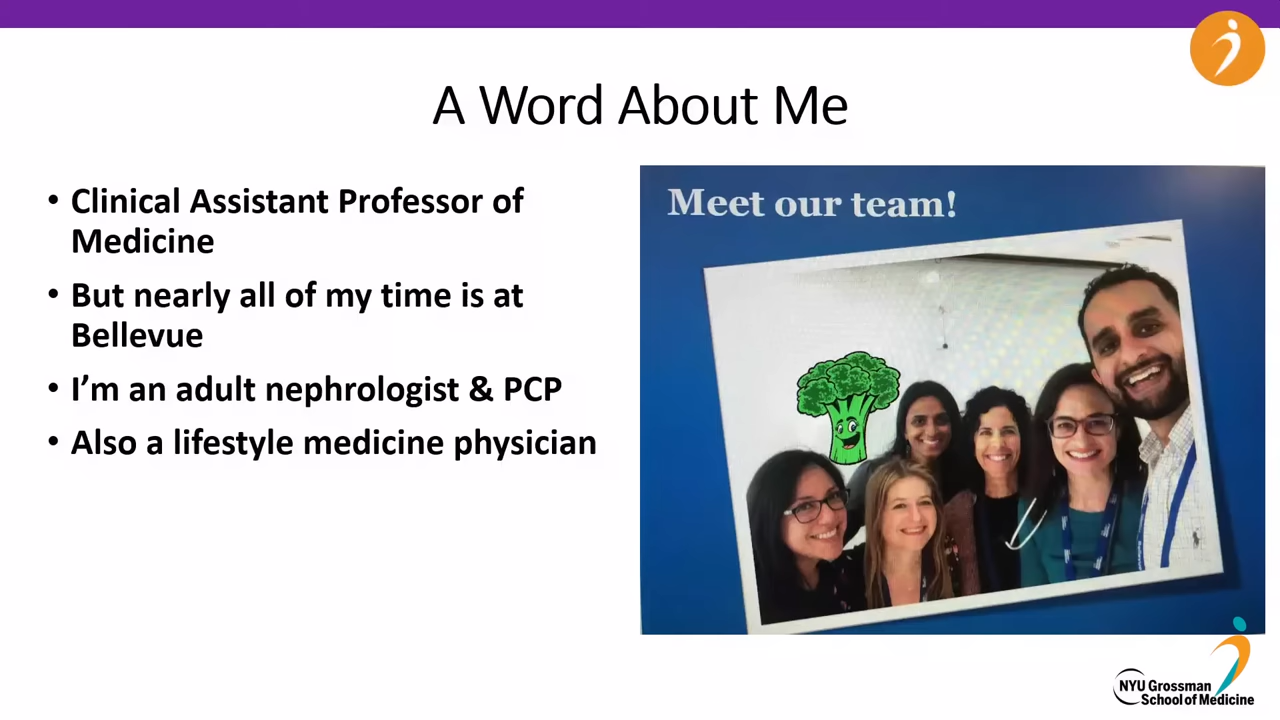 A Word About Me
• Clinical Assistant Professor of
Medicine
• But nearly all of my time is at
Bellevue
• I’m an adult nephrologist & PCP
• Also a lifestyle medicine physician
Meet our team!
NYU Grossman
School of Medicine